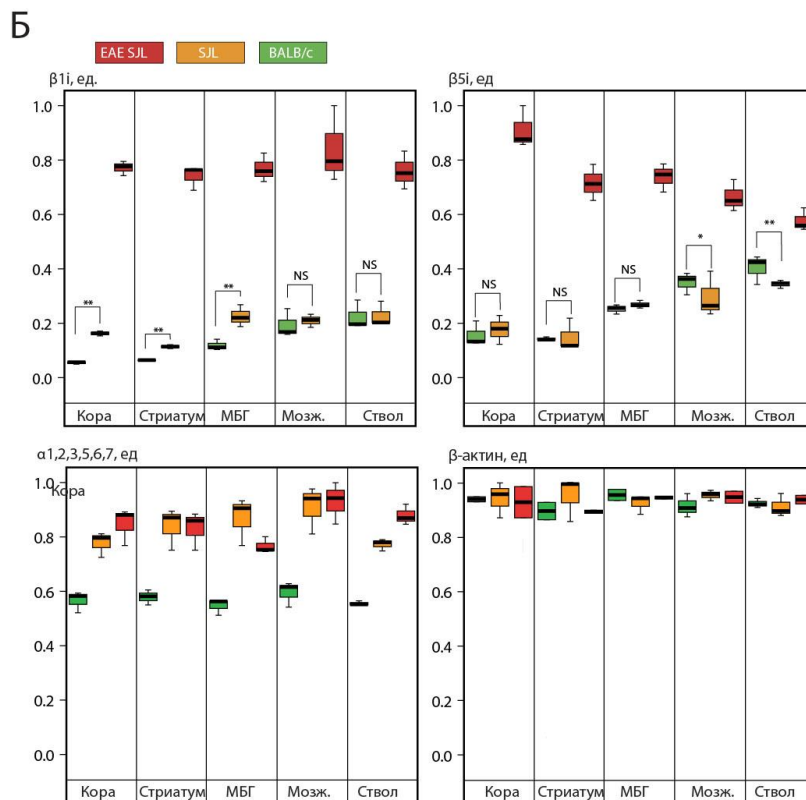 Б
EAE SJL SJL BALB/c
β1i, ед.
1.0
0.8
0.6
0.4
0.2
0.0
** ** ** NS NS
Кора Стриатум МБГ Мозж. Ствол
β5i, ед
1.0
0.8
0.6
0.4
0.2
0.0
NS NS NS * **
Кора Стриатум МБГ Мозж. Ствол
α1,2,3,5,6,7, ед
Кора
1.0
0.8
0.6
0.4
0.2
0.0
Кора Стриатум МБГ Мозж. Ствол
β-актин, ед
1.0
0.8
0.6
0.4
0.2
0.0
Кора Стриатум МБГ Мозж. Ствол